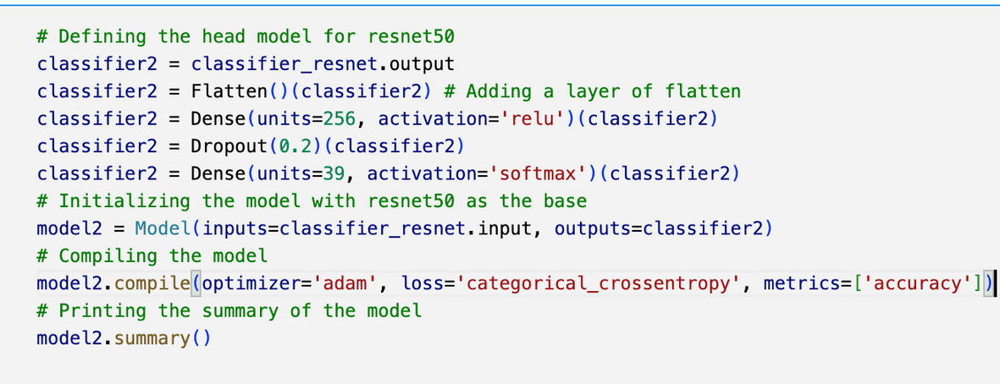 # Defining the head model for resnet50
classifier2 = classifier_resnet.output
classifier2 = Flatten()(classifier2) # Adding a layer of flatten
classifier2 = Dense(units=256, activation='relu')(classifier2)
classifier2 = Dropout(0.2)(classifier2)
classifier2 = Dense(units=39, activation='softmax')(classifier2)
# Initializing the model with resnet50 as the base
model2 = Model(inputs=classifier_resnet.input, outputs=classifier2)
# Compiling the model
model2.compile(optimizer='adam', loss='categorical_crossentropy', metrics=['accuracy'])
# Printing the summary of the model
model2.summary()